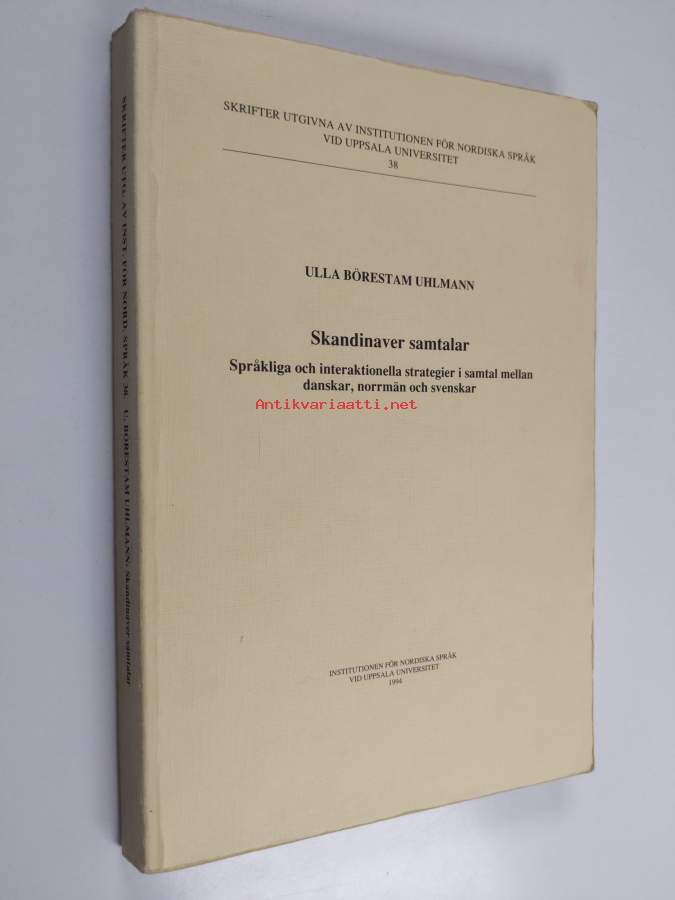 SKRIFTER UTGIVNA AV INSTITUTIONEN FÖR NORDISKA SPRÅK
VID UPPSALA UNIVERSITET
38
ULLA BÖRESTAM UHLMANN
Skandinaver samtalar
Språkliga och interaktionella strategier i samtal mellan
danskar, norrmän och svenskar
Antikvariaatti.net
INSTITUTIONEN FÖR NORDISKA SPRÅK
VID UPPSALA UNIVERSITET
1994
SKRIFTER UTG. AV INST. FÖR NORD. SPRÅK 38. U. BÖRESTAM UHLMANN: Skandinaver samtalar